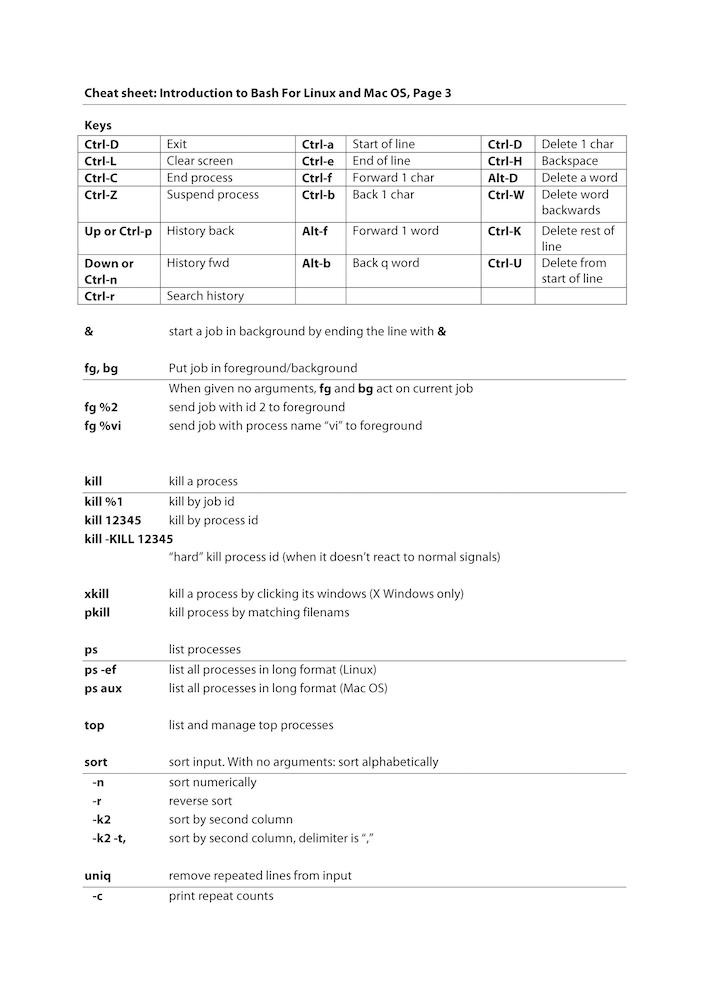 Cheat sheet: Introduction to Bash For Linux and Mac OS, Page 3
Keys
Ctrl-D Exit Ctrl-a Start of line Ctrl-D Delete 1 char
Ctrl-L Clear screen Ctrl-e End of line Ctrl-H Backspace
Ctrl-C End process Ctrl-f Forward 1 char Alt-D Delete a word
Ctrl-Z Suspend process Ctrl-b Back 1 char Ctrl-W Delete word
backwards
Up or Ctrl-p History back Alt-f Forward 1 word Ctrl-K Delete rest of
line
Down or History fwd Alt-b Back q word Ctrl-U Delete from
Ctrl-n start of line
Ctrl-r Search history
& start a job in background by ending the line with &
fg, bg Put job in foreground/background
When given no arguments, fg and bg act on current job
fg %2 send job with id 2 to foreground
fg %vi send job with process name “vi” to foreground
kill kill a process
kill %1 kill by job id
kill 12345 kill by process id
kill -KILL 12345
“hard” kill process id (when it doesn’t react to normal signals)
xkill kill a process by clicking its windows (X Windows only)
pkill kill process by matching filenams
ps list processes
ps -ef list all processes in long format (Linux)
ps aux list all processes in long format (Mac OS)
top list and manage top processes
sort sort input. With no arguments: sort alphabetically
-n sort numerically
-r reverse sort
-k2 sort by second column
-k2 -t, sort by second column, delimiter is “,”
uniq remove repeated lines from input
-c print repeat counts